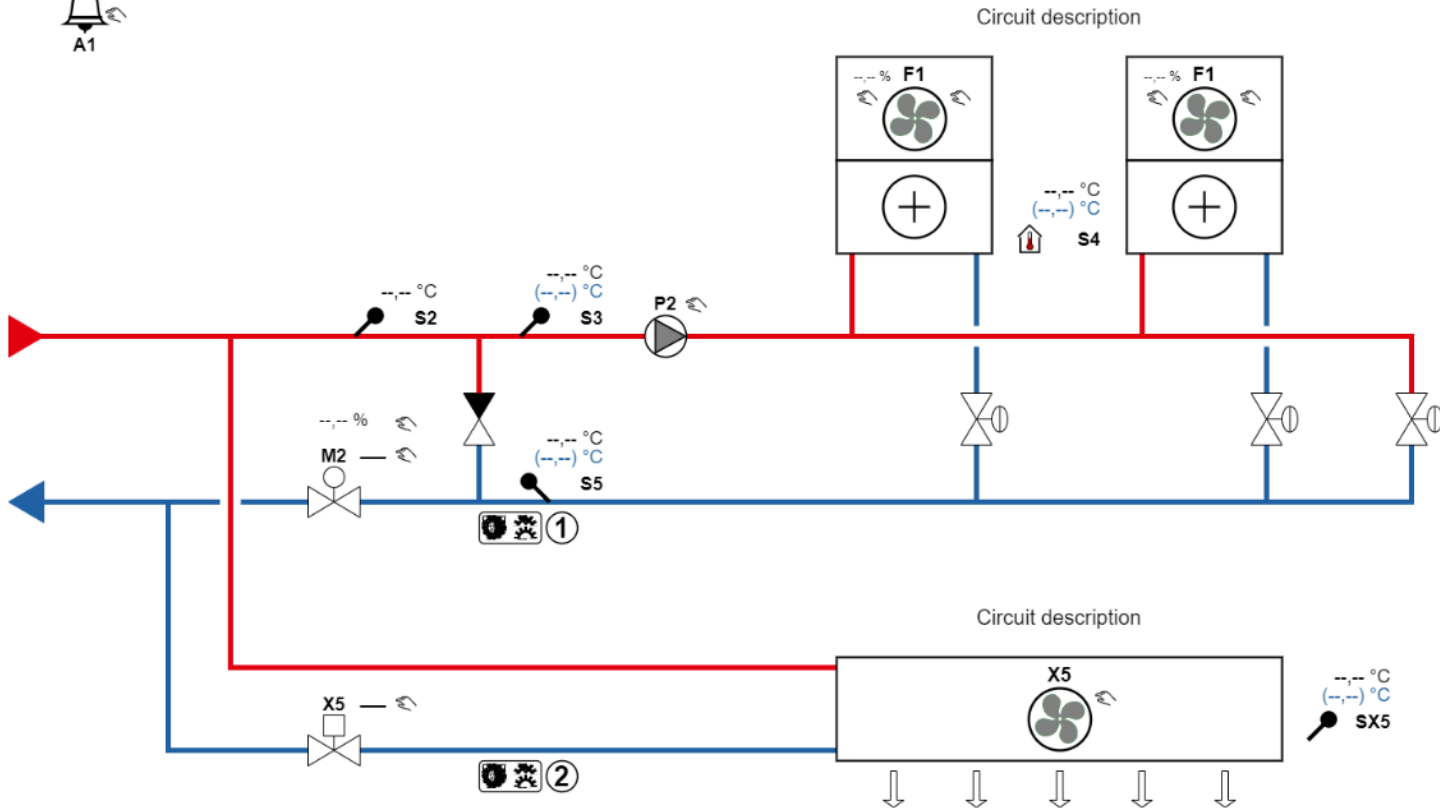 A1
Circuit description
--,-- % F1
--,-- % F1
--,-- °C
(--,--) °C
S4
--,-- °C
S2
--,-- °C
(--,--) °C
S3
P2
--,-- %
M2
--,-- °C
(--,--) °C
S5
1
Circuit description
X5
--,-- °C
(--,--) °C
SX5
X5
2